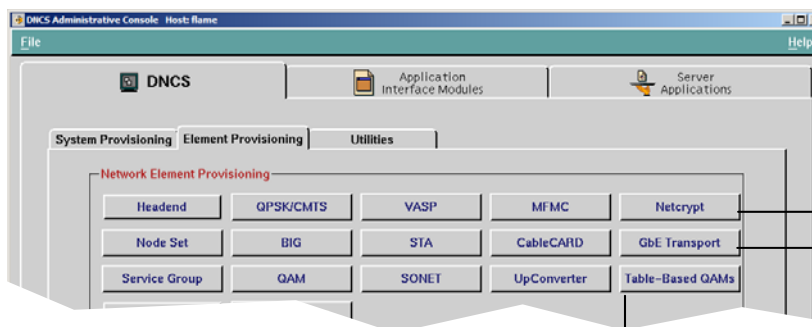 DNCS Administrative Console Host: flame
File Help
DNCS Application Interface Modules Server Applications
System Provisioning Element Provisioning Utilities
Network Element Provisioning
Headend QPSK/CMTS VASP MFMC Netcrypt
Node Set BIG STA CableCARD GbE Transport
Service Group QAM SONET UpConverter Table-Based QAMs